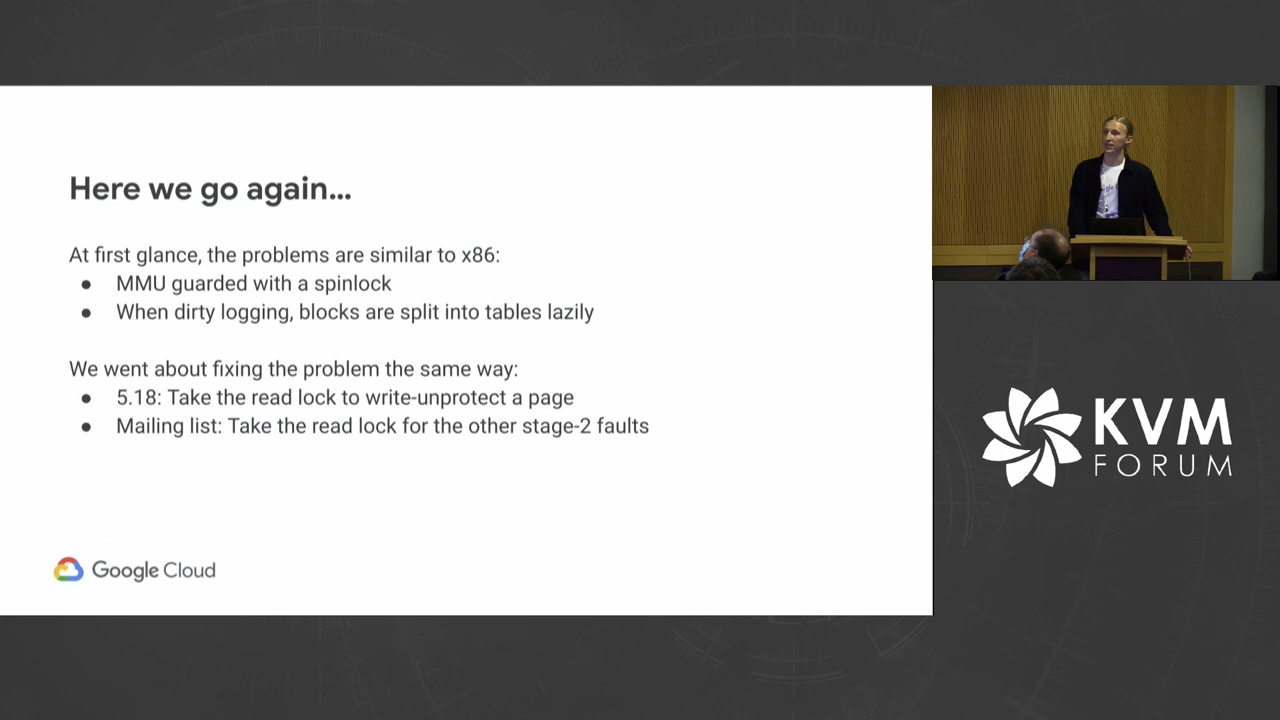 Here we go again...
At first glance, the problems are similar to x86:
● MMU guarded with a spinlock
● When dirty logging, blocks are split into tables lazily
We went about fixing the problem the same way:
● 5.18: Take the read lock to write-unprotect a page
● Mailing list: Take the read lock for the other stage-2 faults
Google Cloud
KVM
FORUM